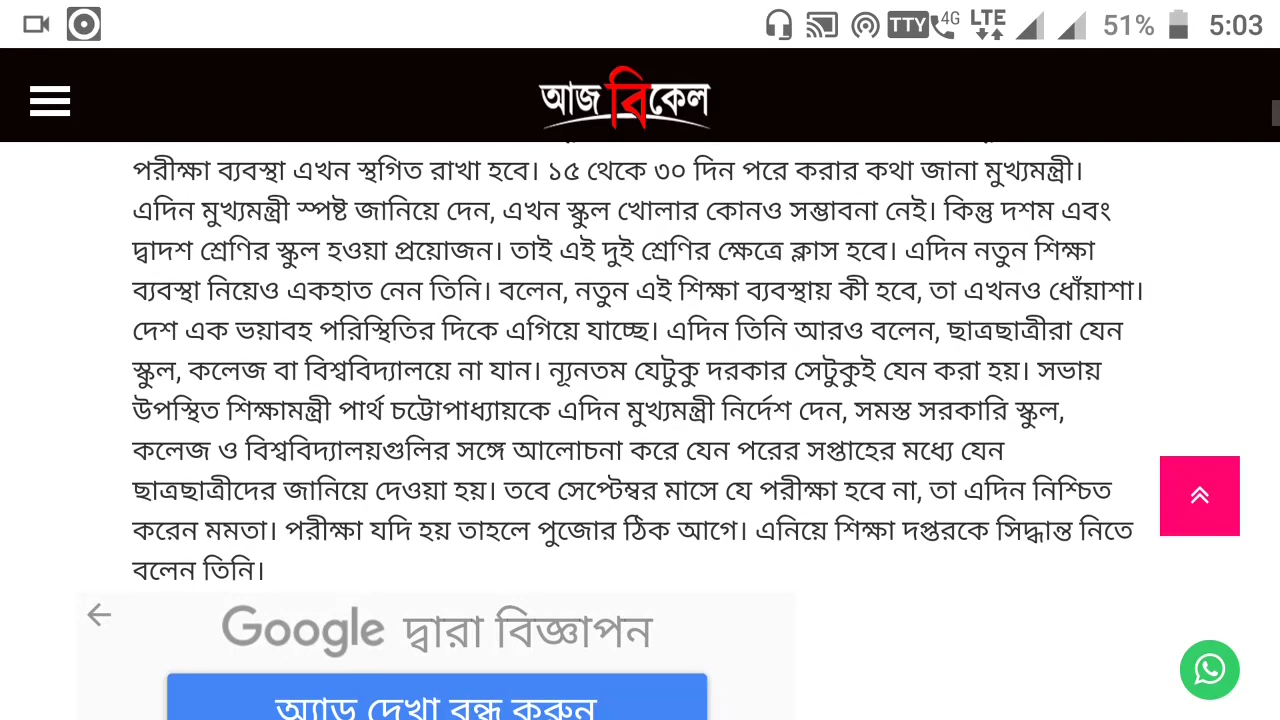 TTY 4G LTE 51% 5:03
আজ বিকেল
পরীক্ষা ব্যবস্থা এখন স্থগিত রাখা হবে। ১৫ থেকে ৩০ দিন পরে করার কথা জানা মুখ্যমন্ত্রী।
এদিন মুখ্যমন্ত্রী স্পষ্ট জানিয়ে দেন, এখন স্কুল খোলার কোনও সম্ভাবনা নেই। কিন্তু দশম এবং
দ্বাদশ শ্রেণির স্কুল হওয়া প্রয়োজন। তাই এই দুই শ্রেণির ক্ষেত্রে ক্লাস হবে। এদিন নতুন শিক্ষা
ব্যবস্থা নিয়েও একহাত নেন তিনি। বলেন, নতুন এই শিক্ষা ব্যবস্থায় কী হবে, তা এখনও ধোঁয়াশা।
দেশ এক ভয়াবহ পরিস্থিতির দিকে এগিয়ে যাচ্ছে। এদিন তিনি আরও বলেন, ছাত্রছাত্রীরা যেন
স্কুল, কলেজ বা বিশ্ববিদ্যালয়ে না যান। ন্যূনতম যেটুকু দরকার সেটুকুই যেন করা হয়। সভায়
উপস্থিত শিক্ষামন্ত্রী পার্থ চট্টোপাধ্যায়কে এদিন মুখ্যমন্ত্রী নির্দেশ দেন, সমস্ত সরকারি স্কুল,
কলেজ ও বিশ্ববিদ্যালয়গুলির সঙ্গে আলোচনা করে যেন পরের সপ্তাহের মধ্যে যেন
ছাত্রছাত্রীদের জানিয়ে দেওয়া হয়। তবে সেপ্টেম্বর মাসে যে পরীক্ষা হবে না, তা এদিন নিশ্চিত
করেন মমতা। পরীক্ষা যদি হয় তাহলে পুজোর ঠিক আগে। এনিয়ে শিক্ষা দপ্তরকে সিদ্ধান্ত নিতে
বলেন তিনি।
Google দ্বারা বিজ্ঞাপন
অ্যাড দেখা বন্ধ করুন